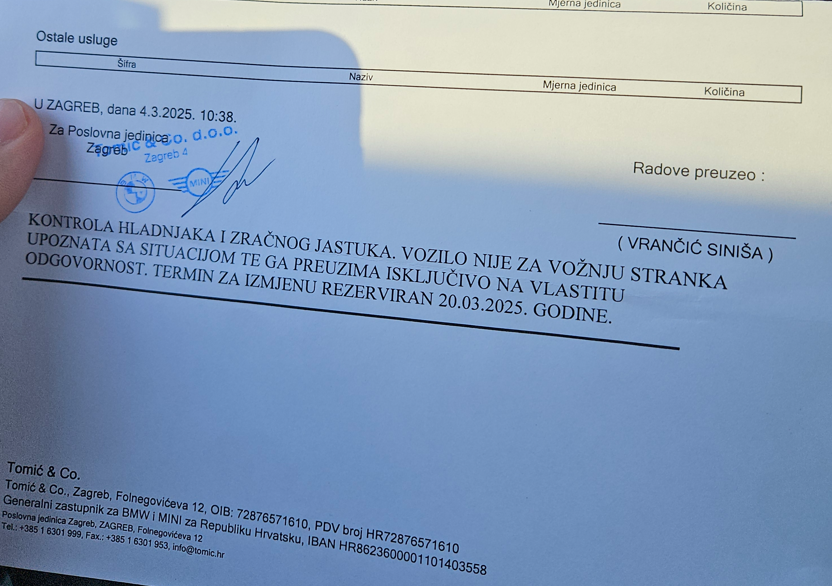 Mjerna jedinica Količina
Ostale usluge
Šifra Naziv Mjerna jedinica Količina
U ZAGREB, dana 4.3.2025. 10:38.
Za Poslovna jedinica
Zagreb
Tomić & Co. d.o.o.
Zagreb 4
MINI
Radove preuzeo :
( VRANČIĆ SINIŠA )
KONTROLA HLADNJAKA I ZRAČNOG JASTUKA. VOZILO NIJE ZA VOŽNJU STRANKA
UPOZNATA SA SITUACIJOM TE GA PREUZIMA ISKLJUČIVO NA VLASTITU
ODGOVORNOST. TERMIN ZA IZMJENU REZERVIRAN 20.03.2025. GODINE.
Tomić & Co.
Tomić & Co., Zagreb, Folnegovićeva 12, OIB: 72876571610, PDV broj HR72876571610
Generalni zastupnik za BMW i MINI za Republiku Hrvatsku, IBAN HR8623600001101403558
Poslovna jedinica Zagreb, ZAGREB, Folnegovićeva 12
Tel.: +385 1 6301 999, Fax.: +385 1 6301 953, info@tomic.hr